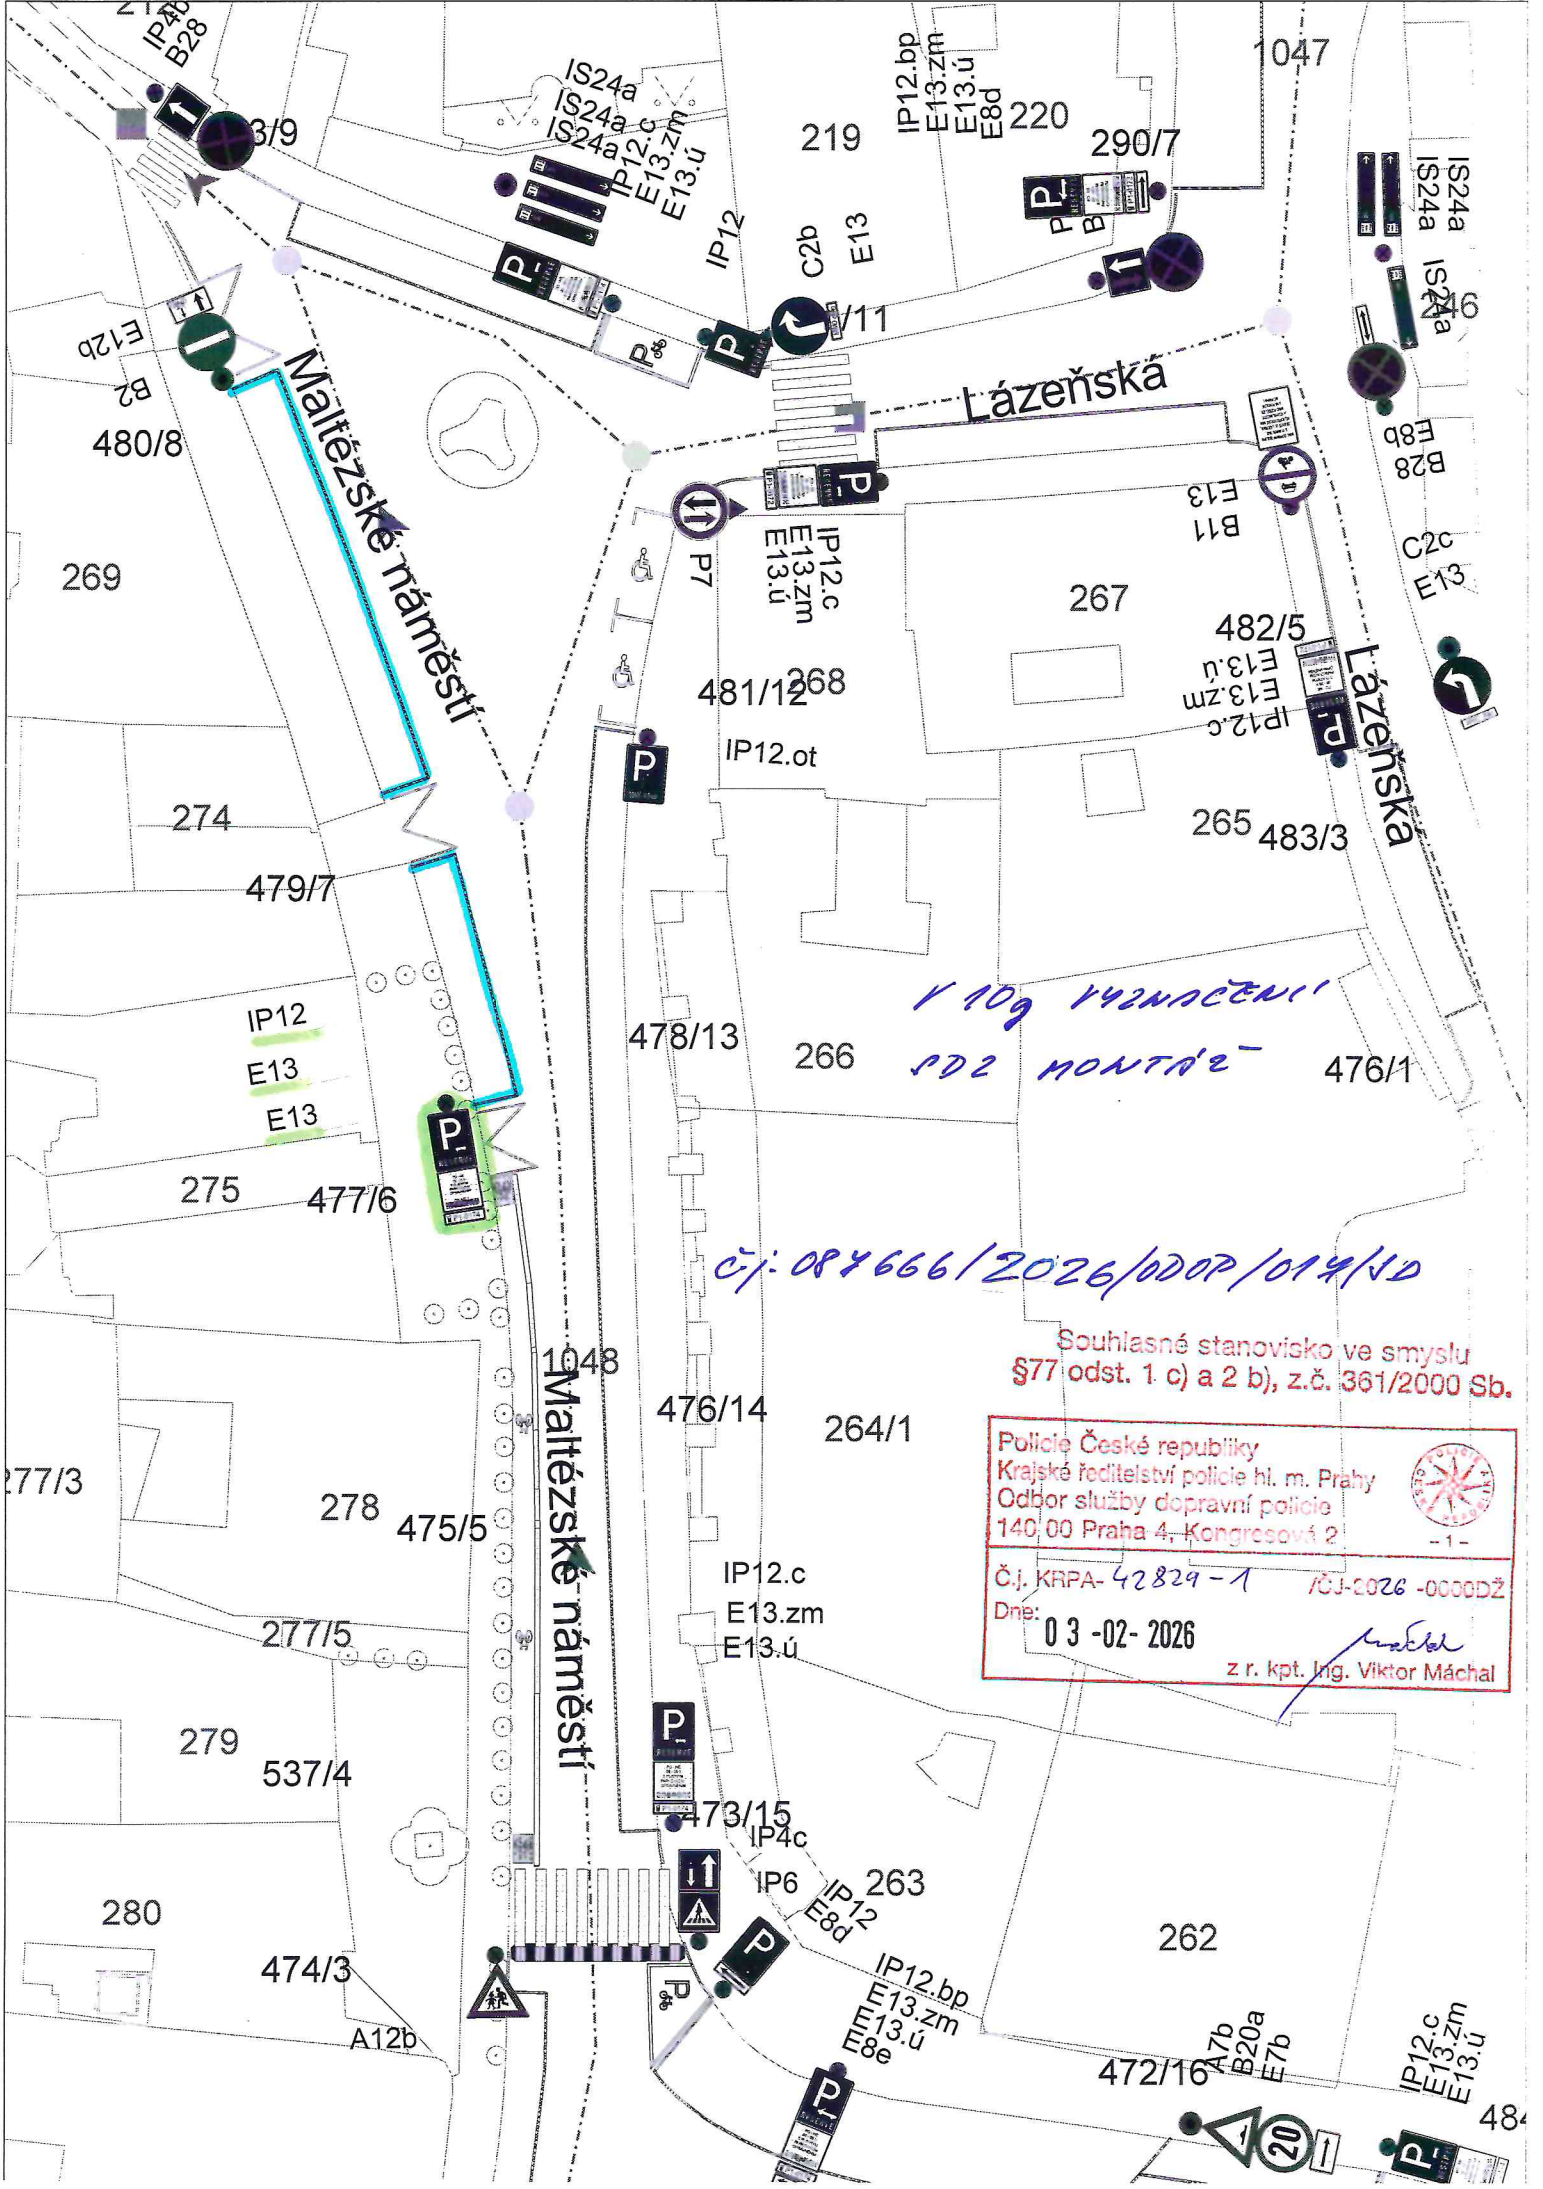 IP4b
B28
3/9
IS24a
IS24a
IS24a
IP12.c
E13.zm
E13.ú
IP12
219
C2b
E13
/11
IP12.bp
E13.zm
E13.ú
E8d
220
290/7
1047
IS24a
IS24a
IS24a
246
E12b
B2
480/8
Maltézské náměstí
Lázeňská
E8b
B28
E13
B11
C2c
E13
269
P7
IP12.c
E13.zm
E13.ú
267
482/5
E13.ú
E13.zm
IP12.c
Lázeňská
481/12
268
IP12.ot
274
479/7
265
483/3
IP12
E13
E13
478/13
266
476/1
SDZ MONTÁŽ
275
477/6
čj: 087666/2026/ODOP/017/JD
1048
Maltézské náměstí
Souhlasné stanovisko ve smyslu
§77 odst. 1 c) a 2 b), z.č. 361/2000 Sb.
476/14
264/1
Policie České republiky
Krajské ředitelství policie hl. m. Prahy
Odbor služby dopravní policie
140 00 Praha 4, Kongresová 2
- 1 -
Č.j. KRPA- 42829-1 /ČJ-2026 -0000DŽ
Dne: 03 -02- 2026
z r. kpt. Ing. Viktor Máchal
277/3
278
475/5
277/5
IP12.c
E13.zm
E13.ú
279
537/4
P
RESERVE
473/15
IP4c
IP6
IP12
E8d
263
280
474/3
A12b
P
262
IP12.bp
E13.zm
E13.ú
E8e
472/16
A7b
B20a
E7b
20
IP12.c
E13.zm
E13.ú
484